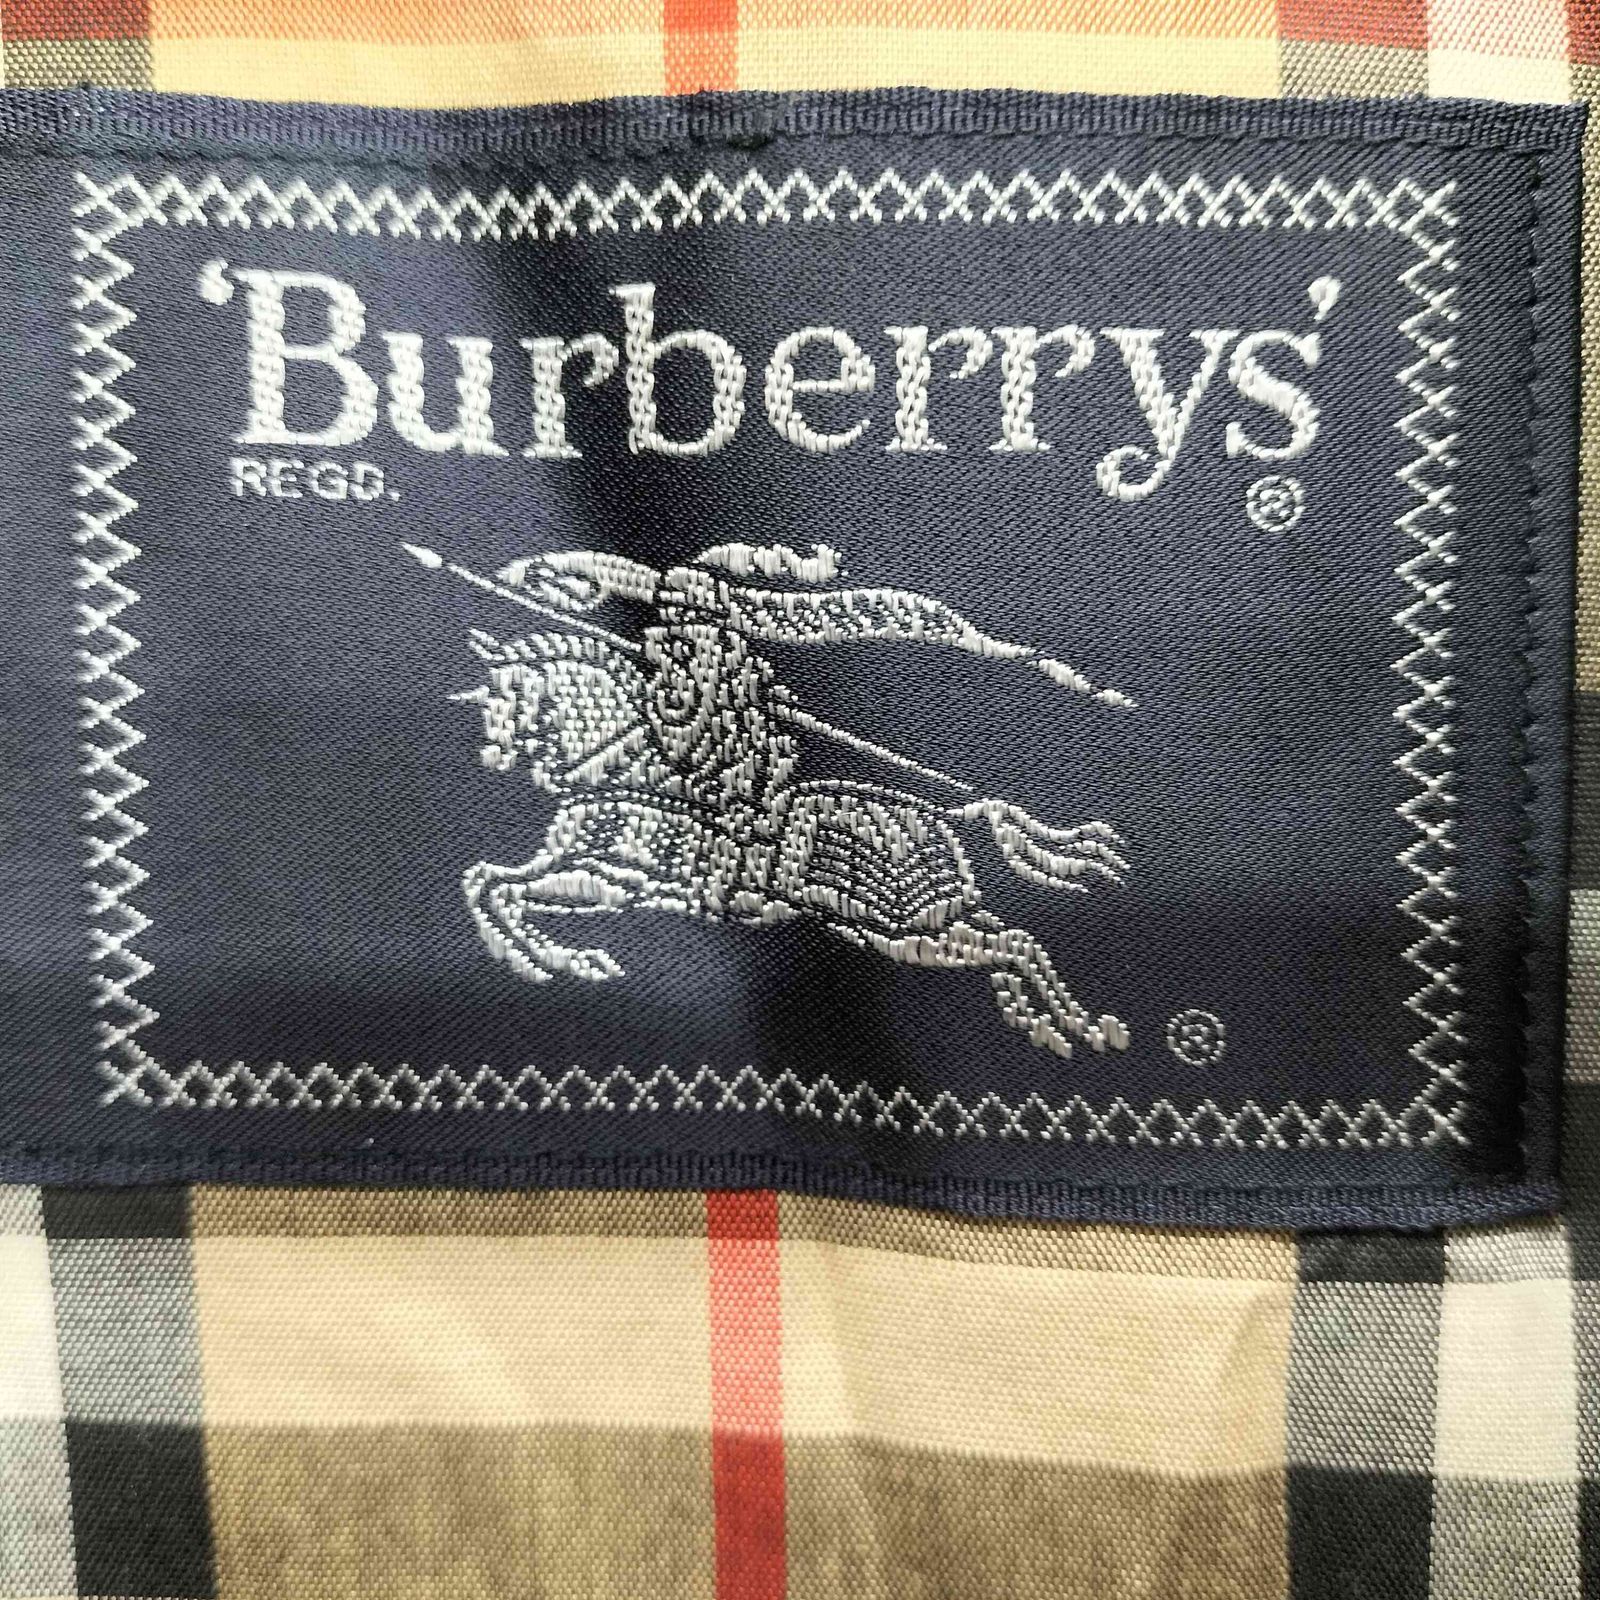 ‘Burberrys’
REGD. ®
®